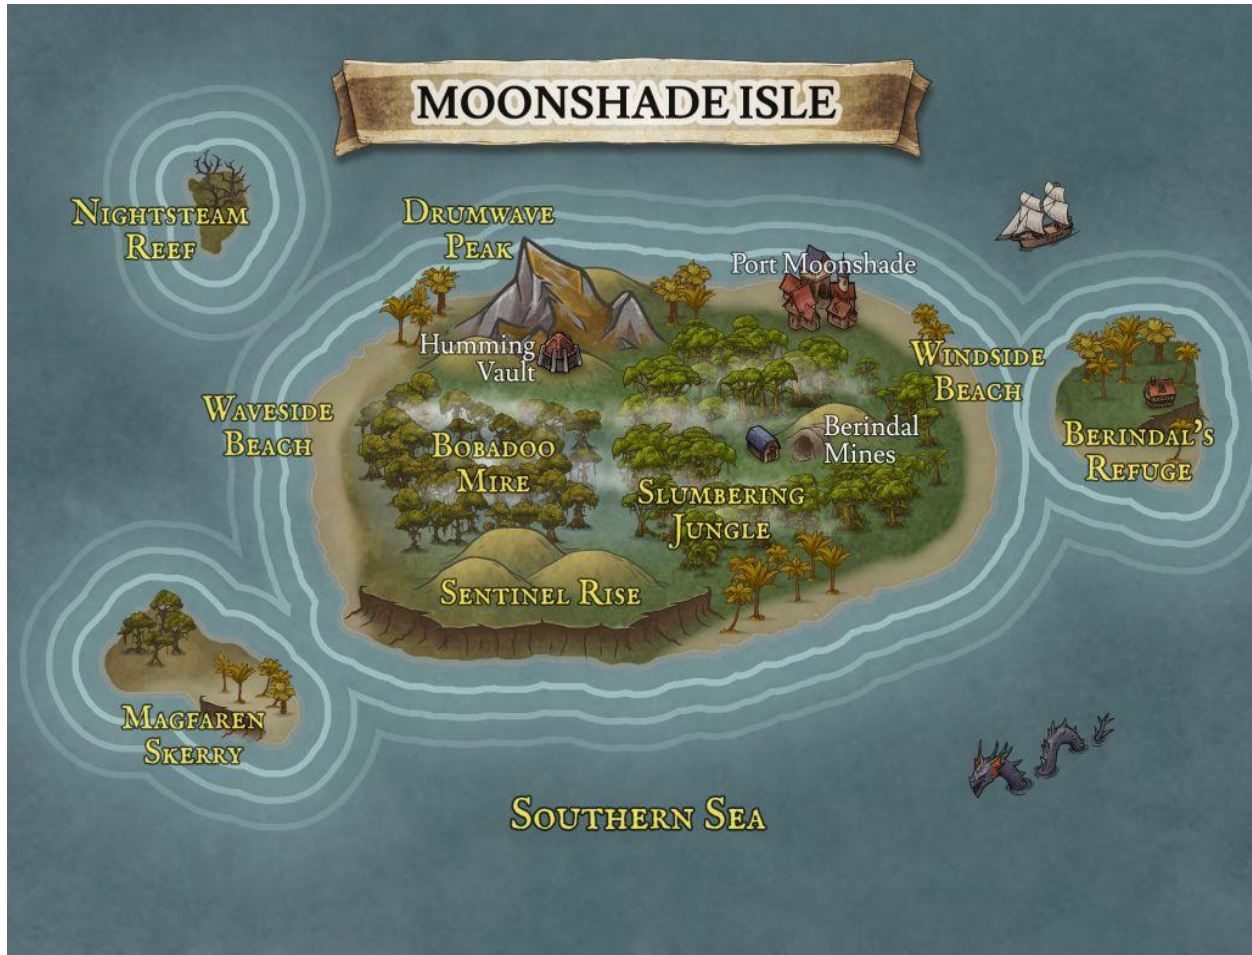 MOONSHADE ISLE
NIGHTSTEAM
REEF
DRUMWAVE
PEAK
Port Moonshade
Humming
Vault
WINDSIDE
BEACH
WAVESIDE
BEACH
BOBADOO
MIRE
Berindal
Mines
BERINDAL'S
REFUGE
SLUMBERING
JUNGLE
SENTINEL RISE
MAGFAREN
SKERRY
SOUTHERN SEA